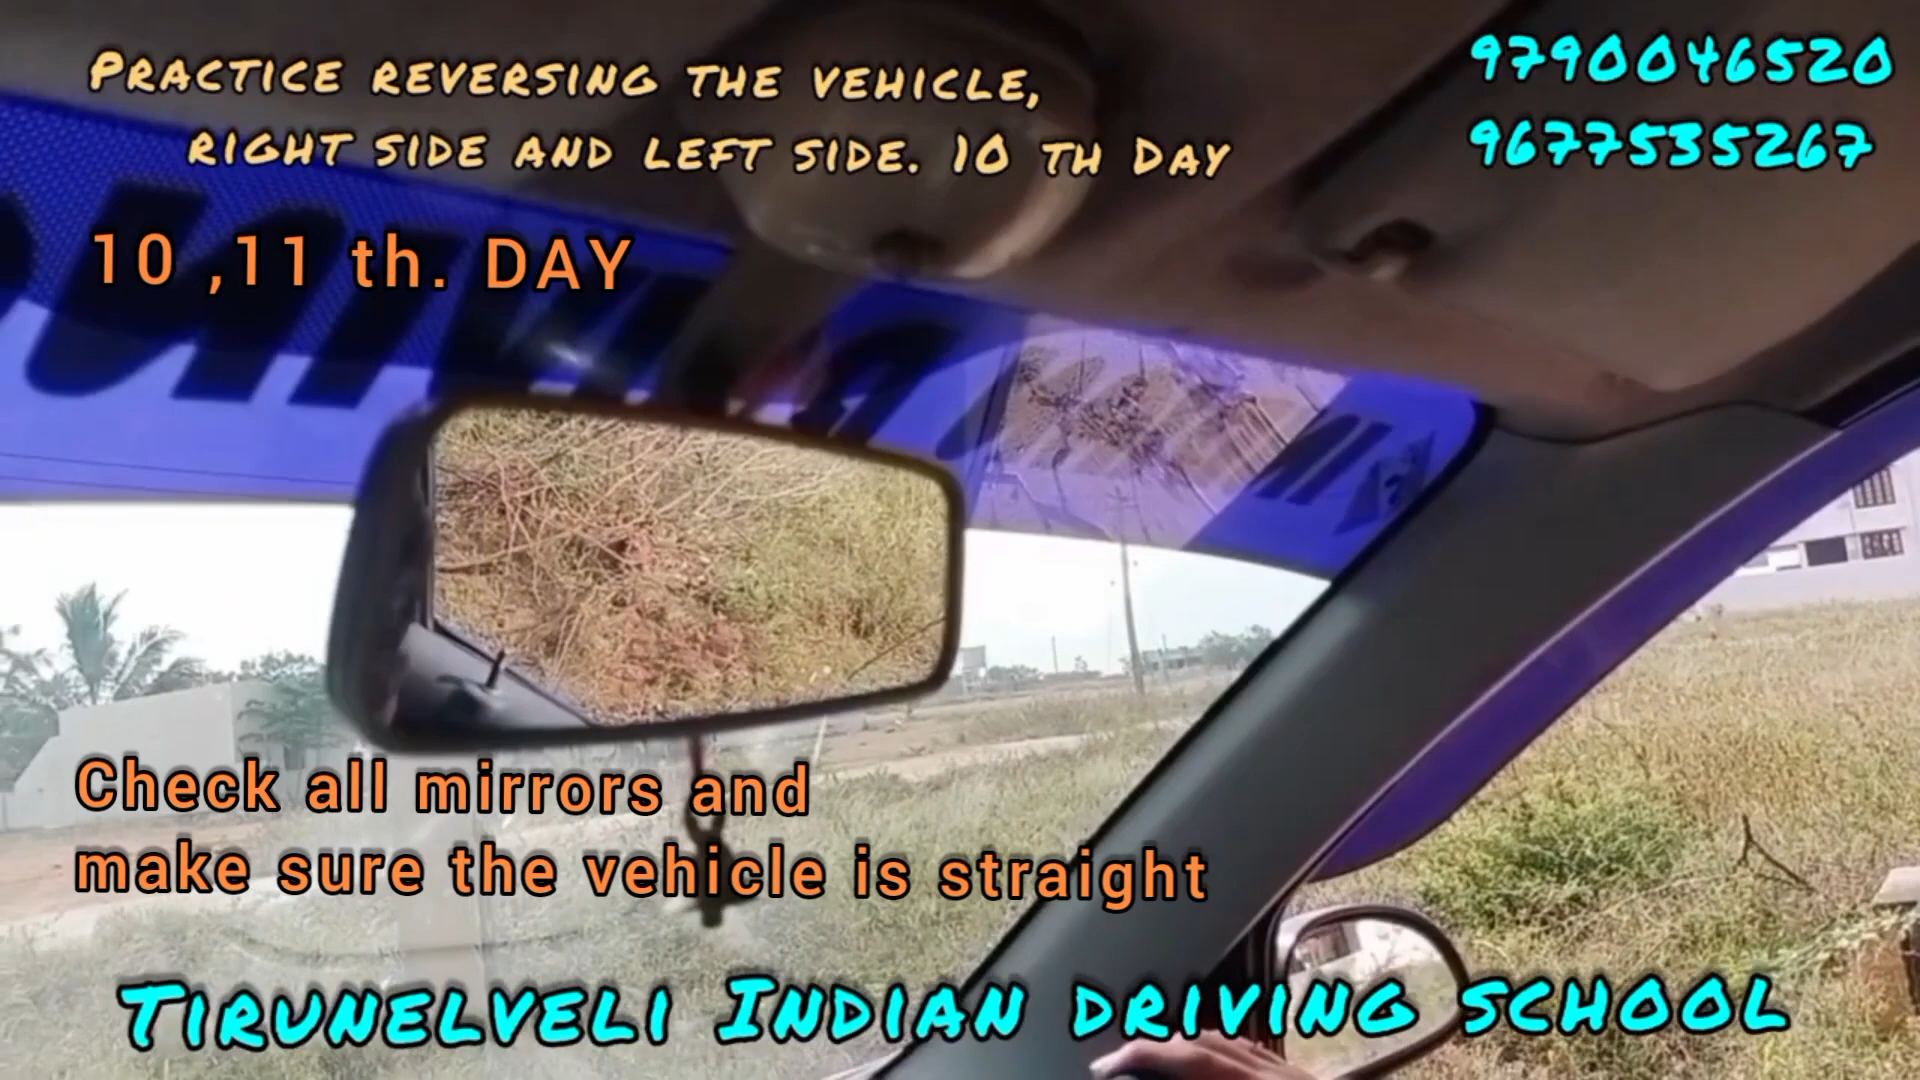 Practice reversing the vehicle,
right side and left side. 10 th Day
9790046520
9677535267
10 ,11 th. DAY
Check all mirrors and
make sure the vehicle is straight
Tirunelveli Indian driving school